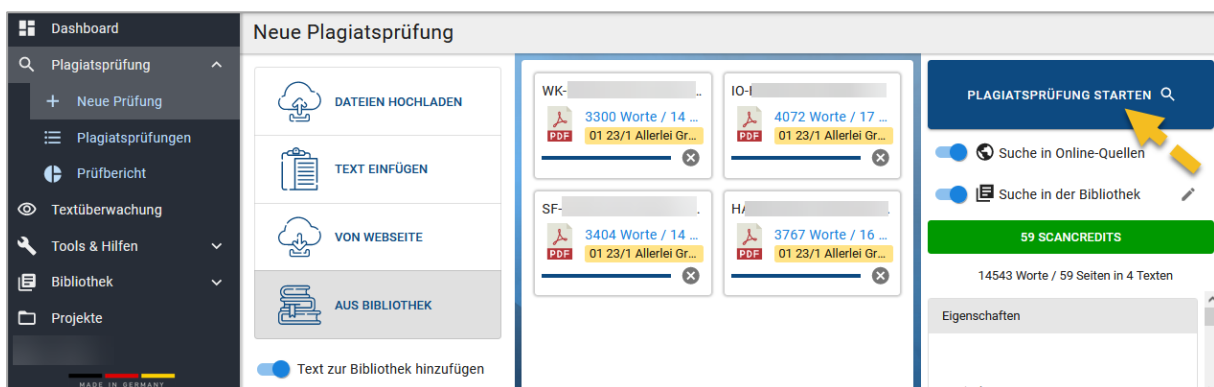 Dashboard
Plagiatsprüfung
Neue Prüfung
Plagiatsprüfungen
Prüfbericht
Textüberwachung
Tools & Hilfen
Bibliothek
Projekte
MADE IN GERMANY
Neue Plagiatsprüfung
DATEIEN HOCHLADEN
TEXT EINFÜGEN
VON WEBSEITE
AUS BIBLIOTHEK
Text zur Bibliothek hinzufügen
WK- ..
3300 Worte / 14 ...
PDF 01 23/1 Allerlei Gr...
IO-
4072 Worte / 17 ...
PDF 01 23/1 Allerlei Gr...
SF- .
3404 Worte / 14 ...
PDF 01 23/1 Allerlei Gr...
3767 Worte / 16 ...
PDF 01 23/1 Allerlei Gr...
PLAGIATSPRÜFUNG STARTEN
Suche in Online-Quellen
Suche in der Bibliothek
59 SCANCREDITS
14543 Worte / 59 Seiten in 4 Texten
Eigenschaften